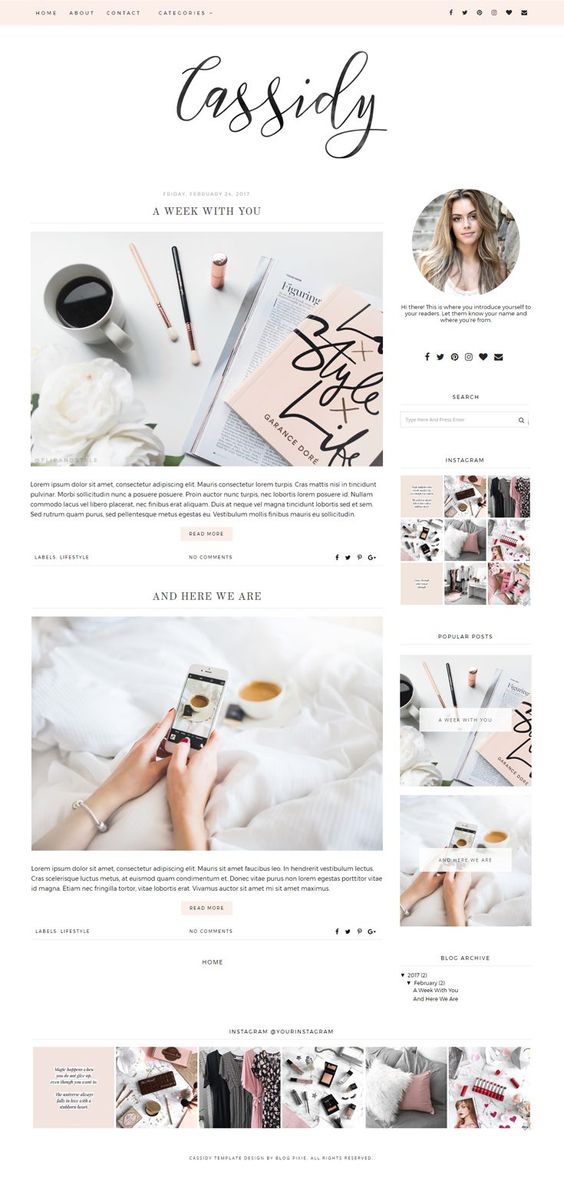 HOME ABOUT CONTACT CATEGORIES
Cassidy
FRIDAY, FEBRUARY 24, 2017
A WEEK WITH YOU
Figuring
Life
+
Style
×
Life
GARANCE DORÉ
@FLIPANDSTYLE
Lorem ipsum dolor sit amet, consectetur adipiscing elit. Mauris consectetur lorem turpis. Cras mattis nisi in tincidunt
pulvinar. Morbi sollicitudin nunc a posuere posuere. Proin auctor nunc turpis, nec lobortis lorem posuere id. Nullam
commodo lacus vel libero placerat, nec finibus erat aliquam. Duis at neque vel magna tincidunt lobortis sed et sem.
Sed rutrum quam purus, sed pellentesque metus egestas eu. Vestibulum mollis finibus mauris eu sollicitudin.
READ MORE
LABELS: LIFESTYLE NO COMMENTS
AND HERE WE ARE
Lorem ipsum dolor sit amet, consectetur adipiscing elit. Mauris sit amet faucibus leo. In hendrerit vestibulum lectus.
Cras scelerisque luctus metus, at euismod quam condimentum et. Donec vitae purus non lorem egestas porttitor vitae
id magna. Etiam nec fringilla tortor, vitae lobortis erat. Vivamus auctor sit amet mi sit amet maximus.
READ MORE
LABELS: LIFESTYLE NO COMMENTS
HOME
Hi there! This is where you introduce yourself to
your readers. Let them know your name and
where you're from.
SEARCH
Type Here And Press Enter
INSTAGRAM
POPULAR POSTS
Figuring
A WEEK WITH YOU
GARANCE DORÉ
AND HERE WE ARE
BLOG ARCHIVE
▼ 2017 (2)
▼ February (2)
A Week With You
And Here We Are
INSTAGRAM @YOURINSTAGRAM
Magic happens when
you do not give up,
even though you want to.
The universe always
falls in love with a
stubborn heart.
CASSIDY TEMPLATE DESIGN BY BLOG PIXIE. ALL RIGHTS RESERVED.